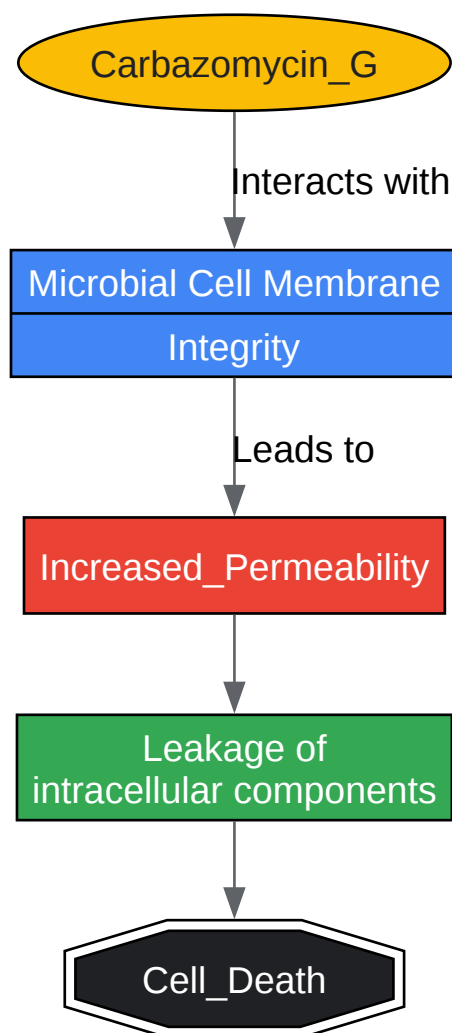 Carbazomycin_G
Interacts with
Microbial Cell Membrane
Integrity
Leads to
Increased_Permeability
Leakage of
intracellular components
Cell_Death